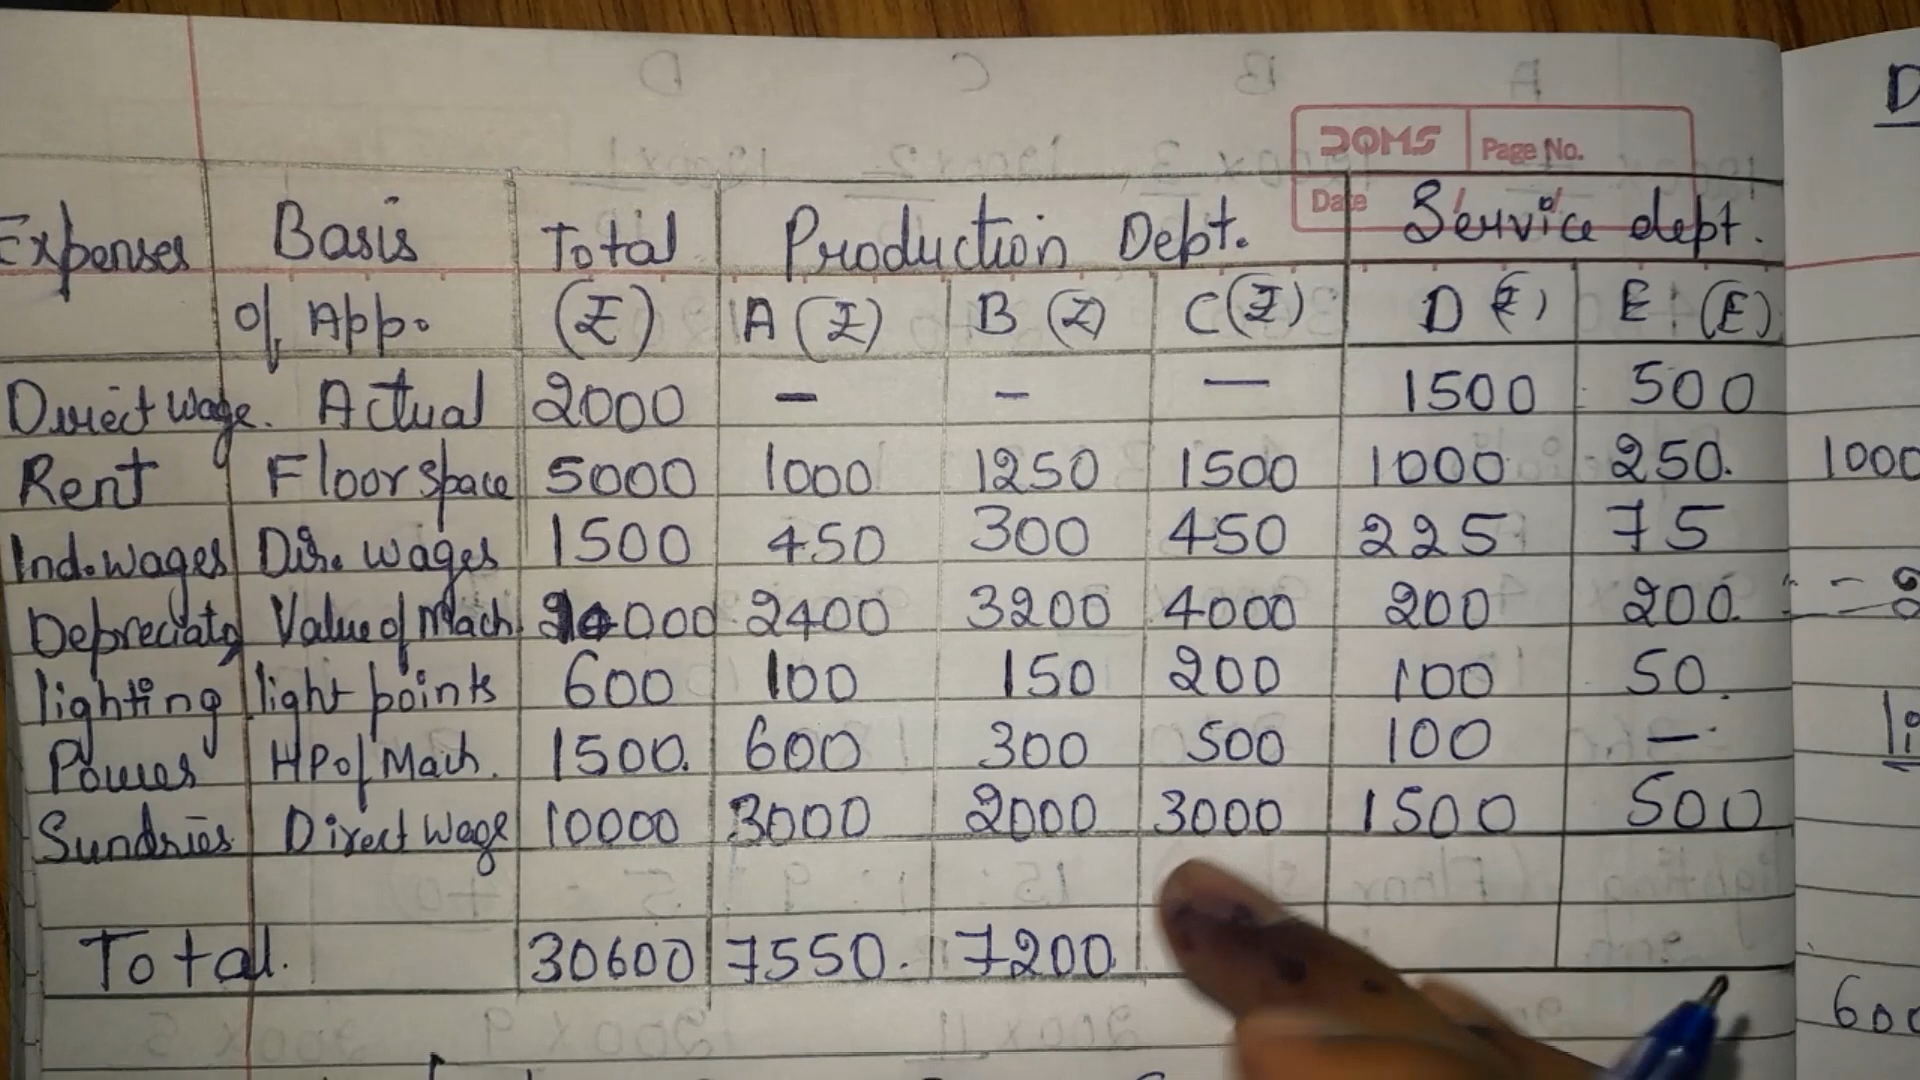 DOMS Page No.
Date
Expenses Basis Total Production Dept. Service dept.
of App. (₹) A (₹) B (₹) C (₹) D (₹) E (₹)
Direct wage. Actual 2000 - - - 1500 500
Rent Floor space 5000 1000 1250 1500 1000 250.
Ind. wages Dir. wages 1500 450 300 450 225 75
Value of Mach 2400 3200 4000 200 200
lighting light points 600 100 150 200 100 50
Power HP of Mach. 1500. 600 300 500 100 -
Sundries Direct Wage 10000 3000 2000 3000 1500 500
Total. 30600 7550. 7200
D
1000
600